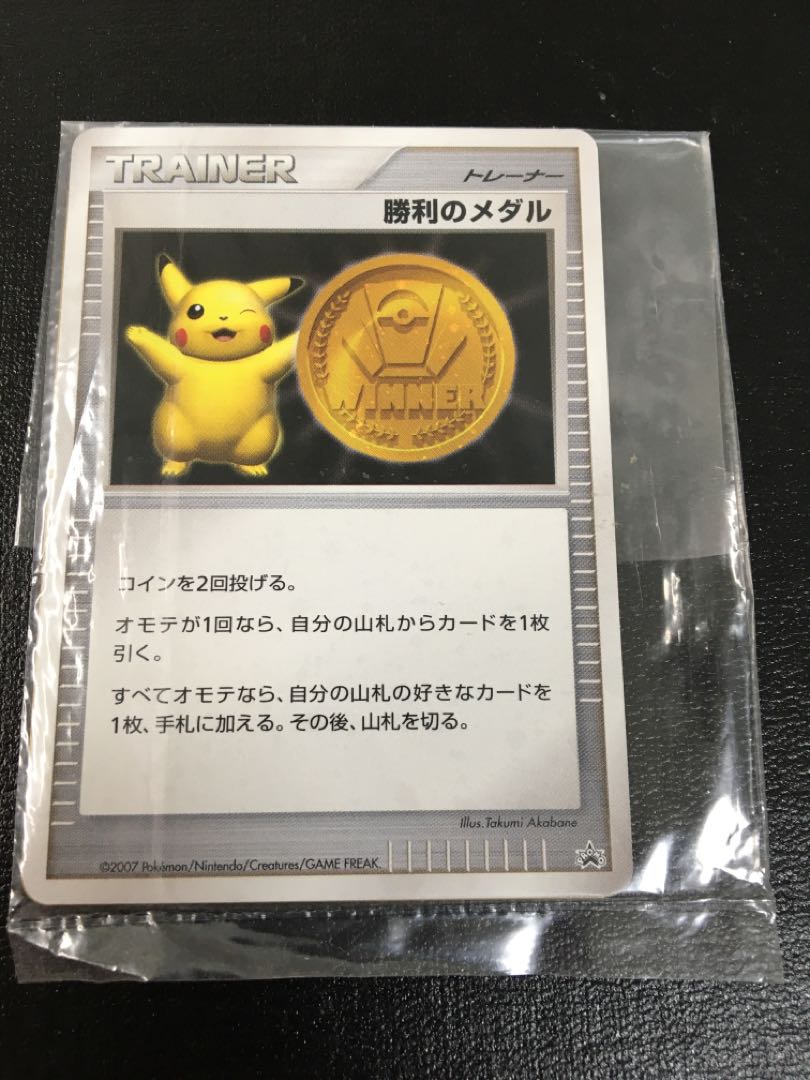 TRAINER
トレーナー
勝利のメダル
WINNER
コインを2回投げる。
オモテが1回なら、自分の山札からカードを1枚
引く。
すべてオモテなら、自分の山札の好きなカードを
1枚、手札に加える。その後、山札を切る。
Illus.Takumi Akabane
©2007 Pokémon/Nintendo/Creatures/GAME FREAK.
PROMO